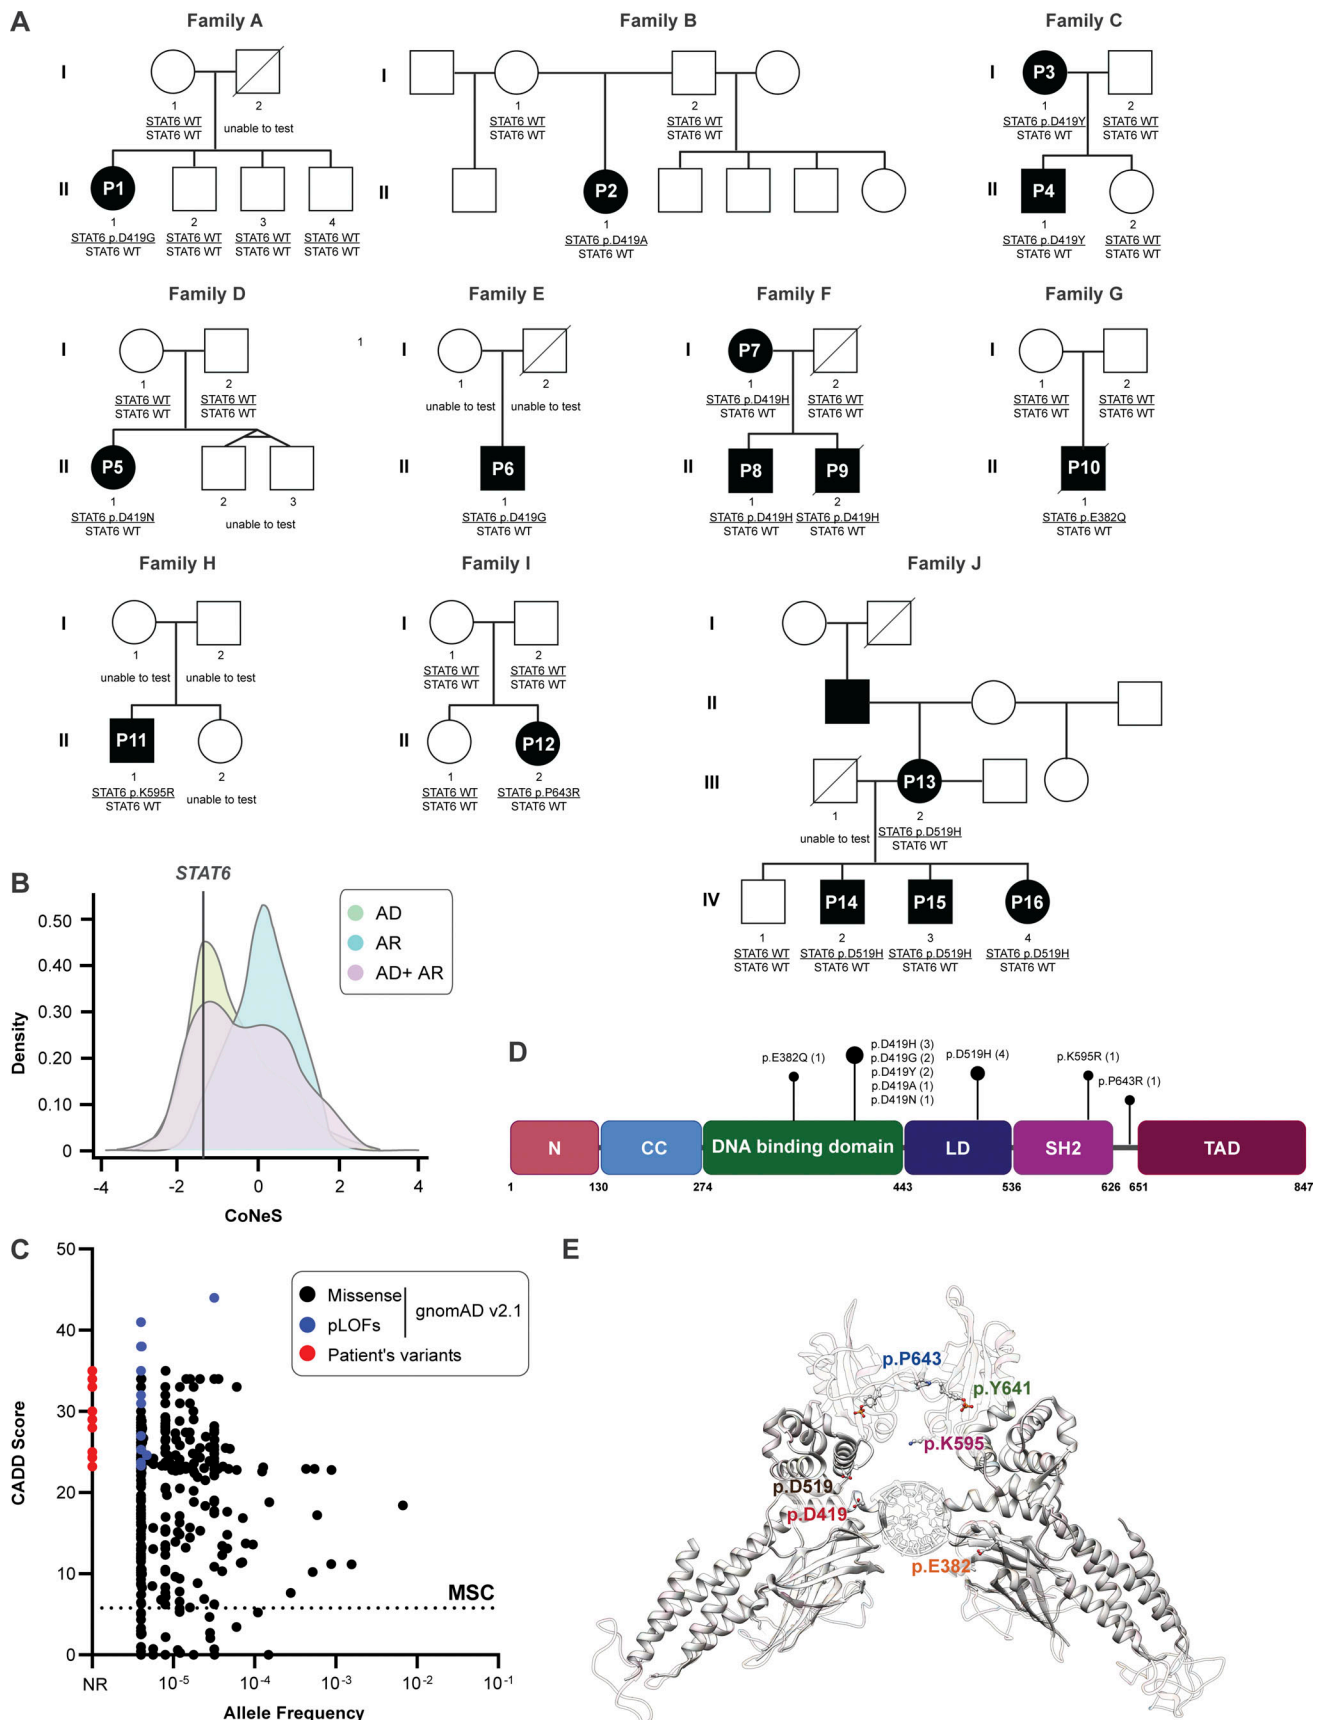 A
Family A
Family B
Family C
I
1
2
STAT6 WT
STAT6 WT
unable to test
II
P1
1
2
3
4
STAT6 p.D419G
STAT6 WT
STAT6 WT
STAT6 WT
STAT6 WT
STAT6 WT
STAT6 WT
STAT6 WT
I
1
2
STAT6 WT
STAT6 WT
STAT6 WT
STAT6 WT
II
P2
1
STAT6 p.D419A
STAT6 WT
I
P3
1
2
STAT6 p.D419Y
STAT6 WT
STAT6 WT
STAT6 WT
II
P4
1
2
STAT6 p.D419Y
STAT6 WT
STAT6 WT
STAT6 WT
Family D
Family E
Family F
Family G
I
1
2
STAT6 WT
STAT6 WT
STAT6 WT
STAT6 WT
II
P5
1
2
3
STAT6 p.D419N
STAT6 WT
unable to test
1
I
1
2
unable to test
unable to test
II
P6
1
STAT6 p.D419G
STAT6 WT
I
P7
1
2
STAT6 p.D419H
STAT6 WT
STAT6 WT
STAT6 WT
II
P8
P9
1
2
STAT6 p.D419H
STAT6 WT
STAT6 p.D419H
STAT6 WT
I
1
2
STAT6 WT
STAT6 WT
STAT6 WT
STAT6 WT
II
P10
1
STAT6 p.E382Q
STAT6 WT
Family H
Family I
Family J
I
1
2
unable to test
unable to test
II
P11
1
2
STAT6 p.K595R
STAT6 WT
unable to test
I
1
2
STAT6 WT
STAT6 WT
STAT6 WT
STAT6 WT
II
P12
1
2
STAT6 WT
STAT6 WT
STAT6 p.P643R
STAT6 WT
I
II
III
P13
1
2
unable to test
STAT6 p.D519H
STAT6 WT
IV
P14
P15
P16
1
2
3
4
STAT6 WT
STAT6 WT
STAT6 p.D519H
STAT6 WT
STAT6 p.D519H
STAT6 WT
STAT6 p.D519H
STAT6 WT
B
STAT6
AD
AR
AD+ AR
Density
0.50
0.40
0.30
0.20
0.10
0
-4
-2
0
2
4
CoNeS
D
p.E382Q (1)
p.D419H (3)
p.D419G (2)
p.D419Y (2)
p.D419A (1)
p.D419N (1)
p.D519H (4)
p.K595R (1)
p.P643R (1)
N
CC
DNA binding domain
LD
SH2
TAD
1
130
274
443
536
626
651
847
C
CADD Score
50
40
30
20
10
0
Missense
pLOFs
gnomAD v2.1
Patient's variants
MSC
NR
10-5
10-4
10-3
10-2
10-1
Allele Frequency
E
p.P643
p.Y641
p.K595
p.D519
p.D419
p.E382